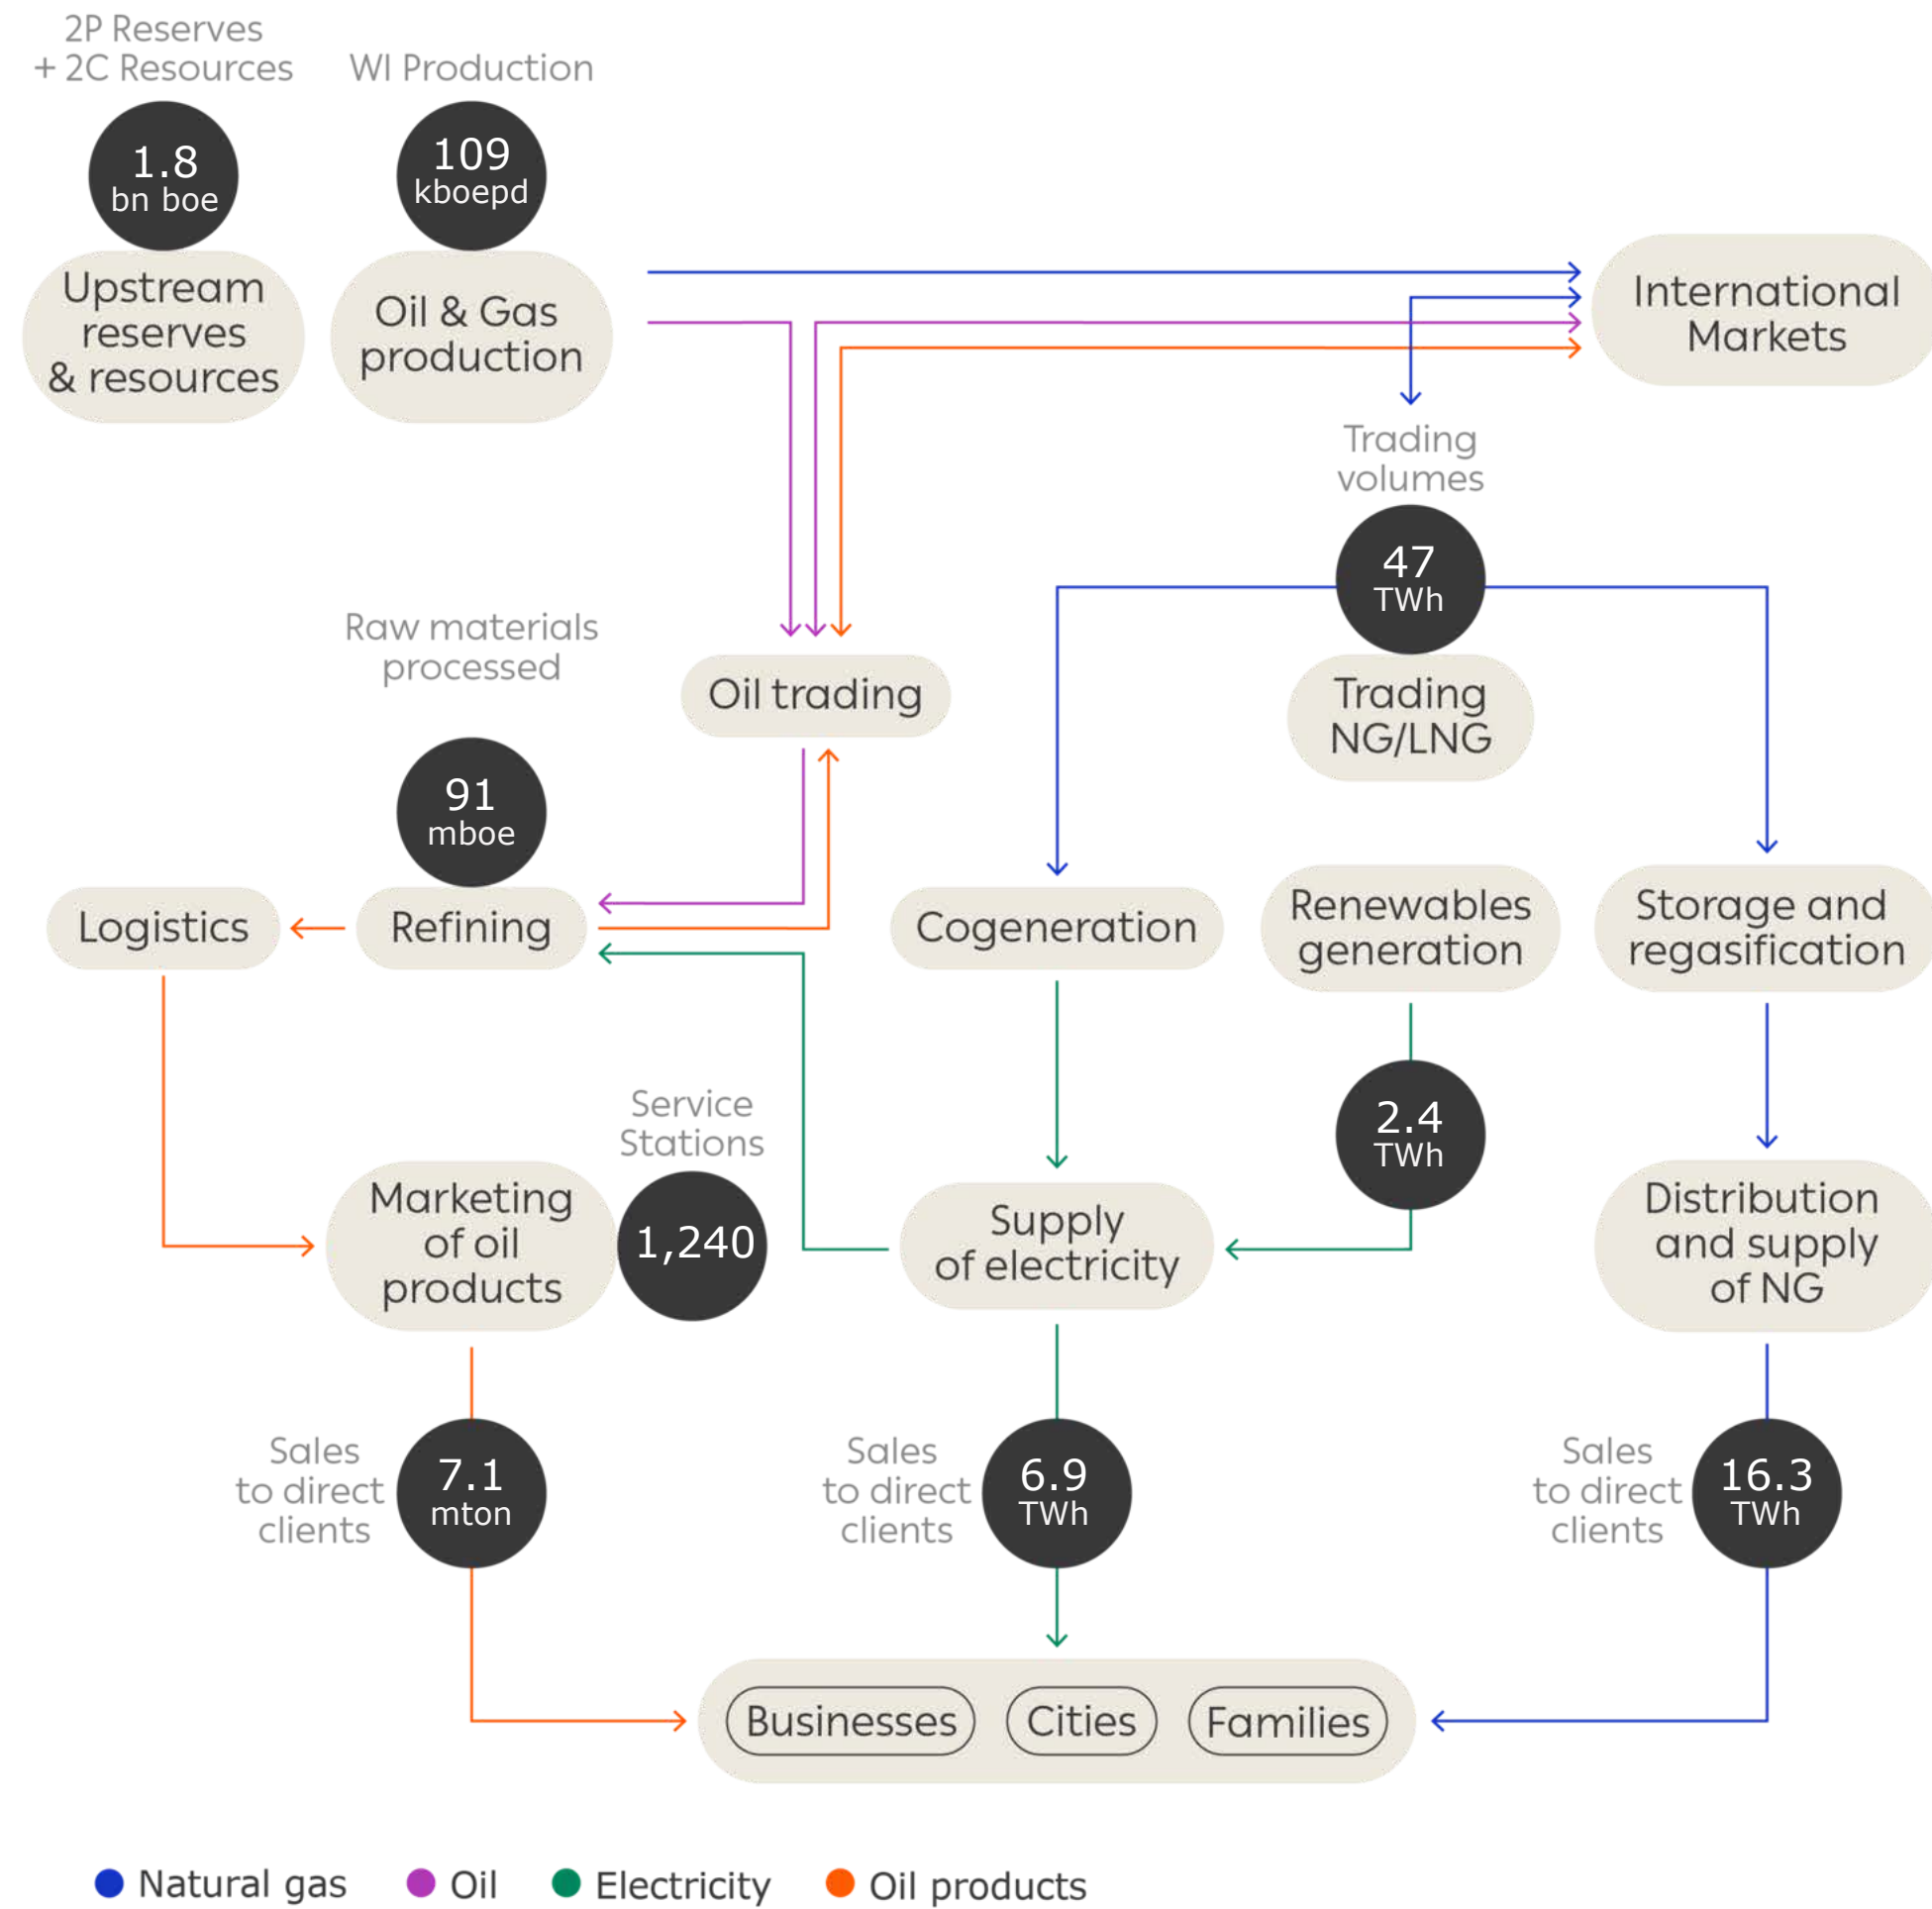 2P Reserves
+ 2C Resources
WI Production
1.8
bn boe
109
kboepd
Upstream
reserves
& resources
Oil & Gas
production
International
Markets
Trading
volumes
47
TWh
Raw materials
processed
Oil trading
Trading
NG/LNG
91
mboe
Logistics
Refining
Cogeneration
Renewables
generation
Storage and
regasification
Service
Stations
2.4
TWh
Marketing
of oil
products
1,240
Supply
of electricity
Distribution
and supply
of NG
Sales
to direct
clients
7.1
mton
Sales
to direct
clients
6.9
TWh
Sales
to direct
clients
16.3
TWh
Businesses
Cities
Families
Natural gas
Oil
Electricity
Oil products